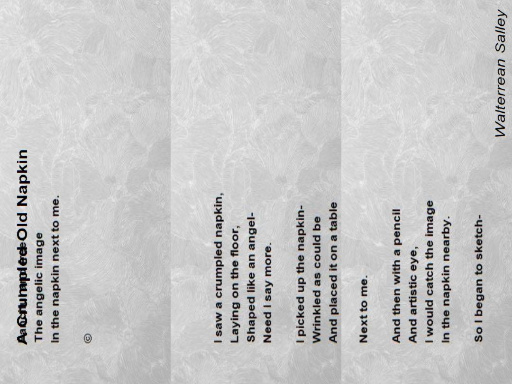 A Crumpled Old Napkin
The angelic image
In the napkin next to me.
©
I saw a crumpled napkin,
Laying on the floor,
Shaped like an angel-
Need I say more.
I picked up the napkin-
Wrinkled as could be
And placed it on a table
Next to me.
And then with a pencil
And artistic eye,
I would catch the image
In the napkin nearby.
So I began to sketch-
Walterrean Salley